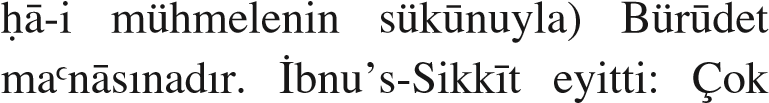 ḥā-i mühmelenin sükūnuyla) Bürūdet
maʿnāsınadır. İbnu’s-Sikkīt eyitti: Çok